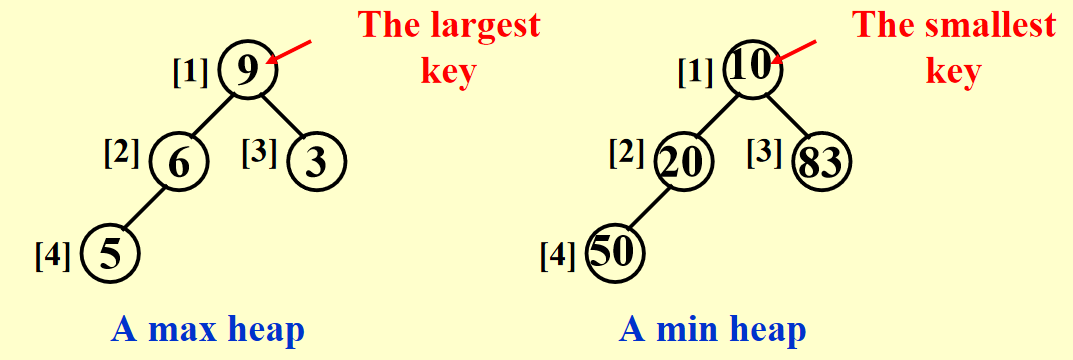 The largest
key
[1] 9
[2] 6 [3] 3
[4] 5
A max heap
The smallest
key
[1] 10
[2] 20 [3] 83
[4] 50
A min heap